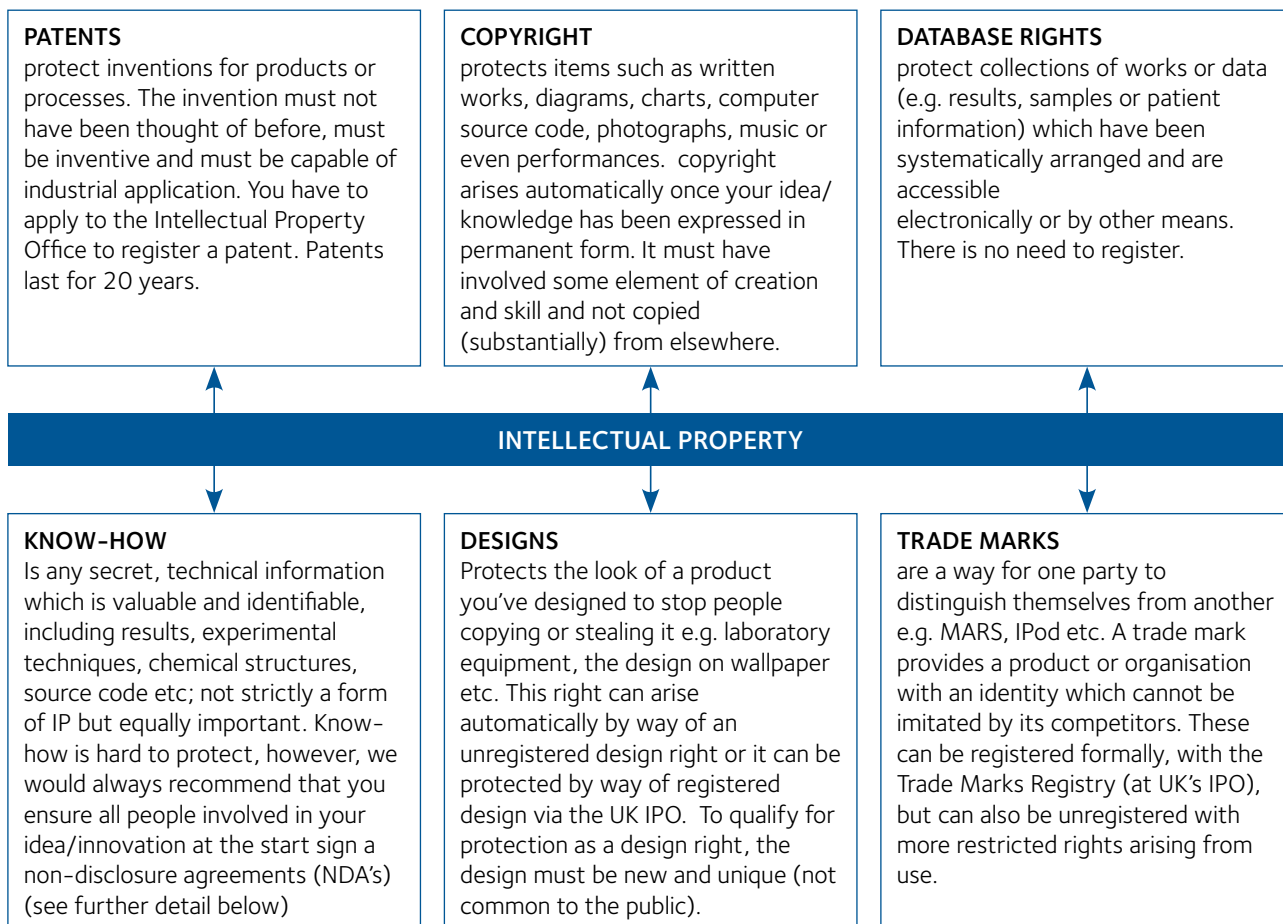 PATENTS
protect inventions for products or
processes. The invention must not
have been thought of before, must
be inventive and must be capable of
industrial application. You have to
apply to the Intellectual Property
Office to register a patent. Patents
last for 20 years.
COPYRIGHT
protects items such as written
works, diagrams, charts, computer
source code, photographs, music or
even performances.  copyright
arises automatically once your idea/
knowledge has been expressed in
permanent form. It must have
involved some element of creation
and skill and not copied
(substantially) from elsewhere.
DATABASE RIGHTS
protect collections of works or data
(e.g. results, samples or patient
information) which have been
systematically arranged and are
accessible
electronically or by other means.
There is no need to register.
INTELLECTUAL PROPERTY
KNOW-HOW
Is any secret, technical information
which is valuable and identifiable,
including results, experimental
techniques, chemical structures,
source code etc; not strictly a form
of IP but equally important. Know-
how is hard to protect, however, we
would always recommend that you
ensure all people involved in your
idea/innovation at the start sign a
non-disclosure agreements (NDA's)
(see further detail below)
DESIGNS
Protects the look of a product
you've designed to stop people
copying or stealing it e.g. laboratory
equipment, the design on wallpaper
etc. This right can arise
automatically by way of an
unregistered design right or it can be
protected by way of registered
design via the UK IPO.  To qualify for
protection as a design right, the
design must be new and unique (not
common to the public).
TRADE MARKS
are a way for one party to
distinguish themselves from another
e.g. MARS, IPod etc. A trade mark
provides a product or organisation
with an identity which cannot be
imitated by its competitors. These
can be registered formally, with the
Trade Marks Registry (at UK's IPO),
but can also be unregistered with
more restricted rights arising from
use.